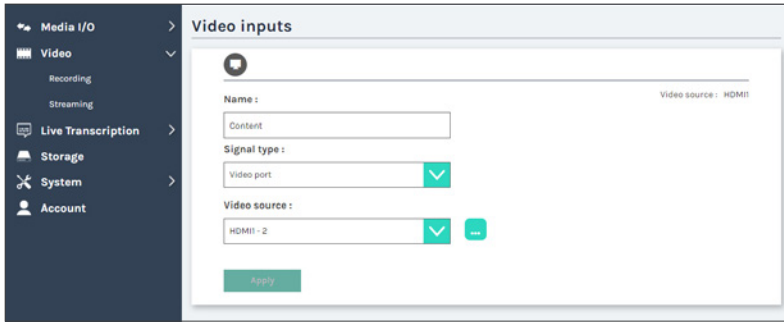 Media I/O
Video
Recording
Streaming
Live Transcription
Storage
System
Account
Video inputs
Video source : HDMI1
Name :
Content
Signal type :
Video port
Video source :
HDMI1 - 2
...
Apply